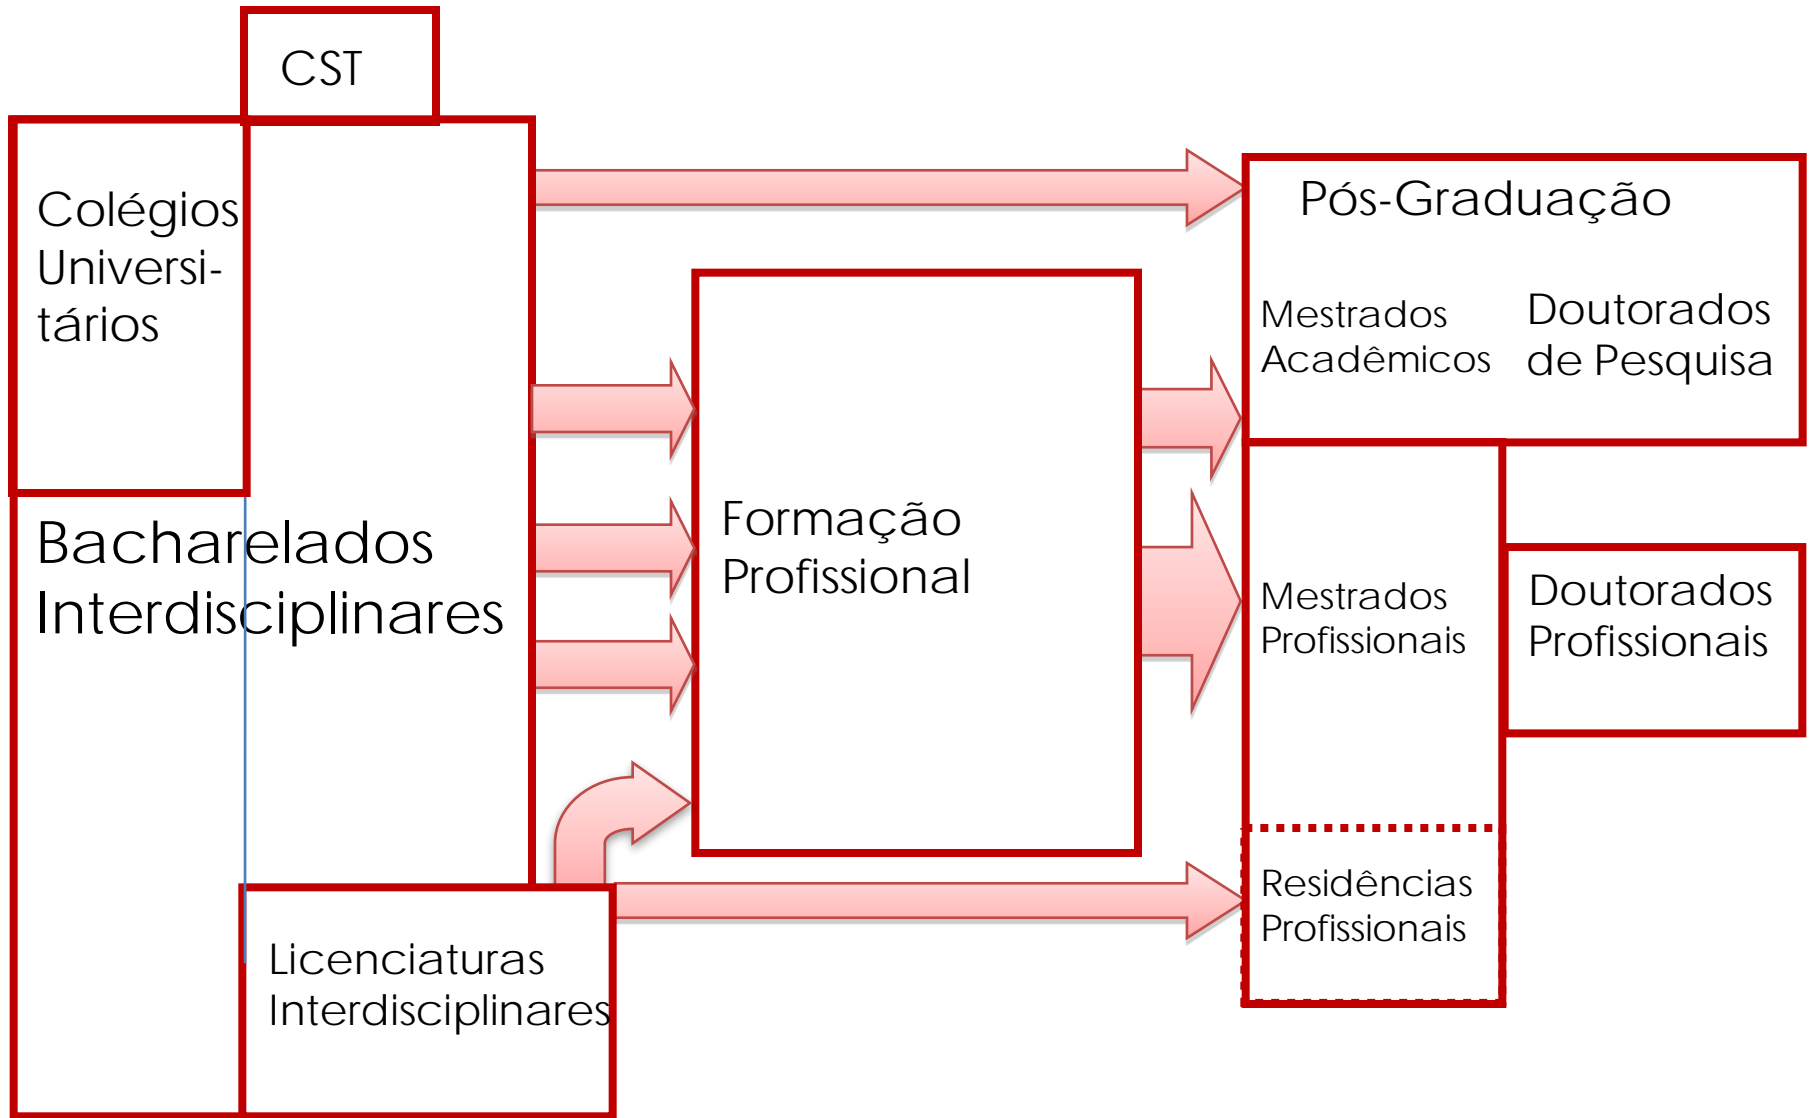 CST
Colégios
Universi-
tários
Bacharelados
Interdisciplinares
Licenciaturas
Interdisciplinares
Formação
Profissional
Pós-Graduação
Mestrados
Acadêmicos
Doutorados
de Pesquisa
Mestrados
Profissionais
Doutorados
Profissionais
Residências
Profissionais